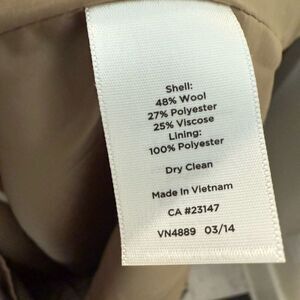 Shell:
48% Wool
27% Polyester
25% Viscose
Lining:
100% Polyester
Dry Clean
Made In Vietnam
CA #23147
VN4889 03/14